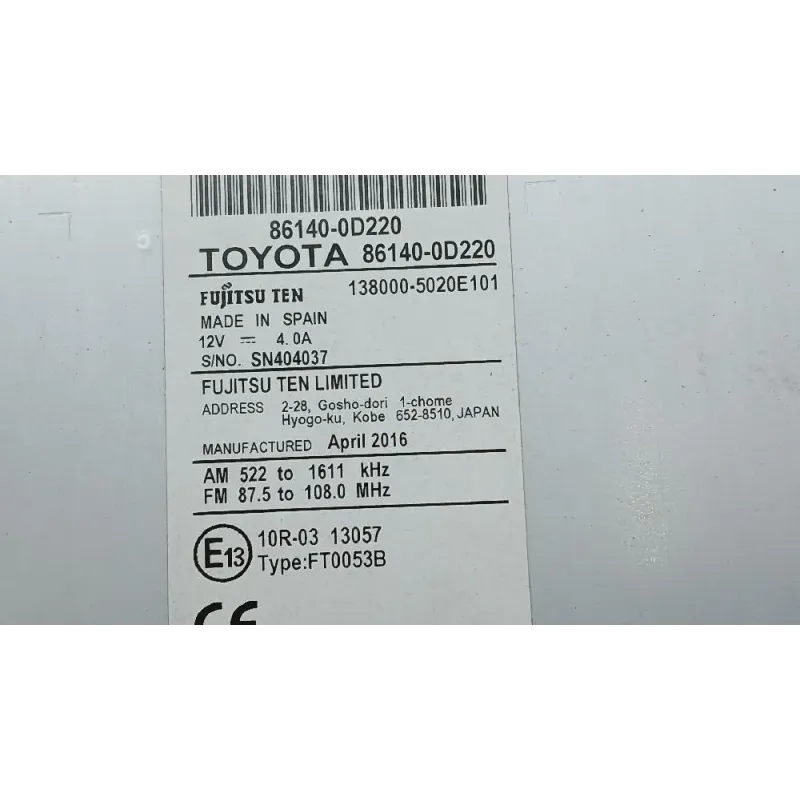 86140-0D220
TOYOTA 86140-0D220
FUJITSU TEN 138000-5020E101
MADE IN SPAIN
12V ⎓ 4.0A
S/NO. SN404037
FUJITSU TEN LIMITED
ADDRESS 2-28, Gosho-dori 1-chome
Hyogo-ku, Kobe 652-8510, JAPAN
MANUFACTURED April 2016
AM 522 to 1611 kHz
FM 87.5 to 108.0 MHz
E13 10R-03 13057
Type:FT0053B
CE
5